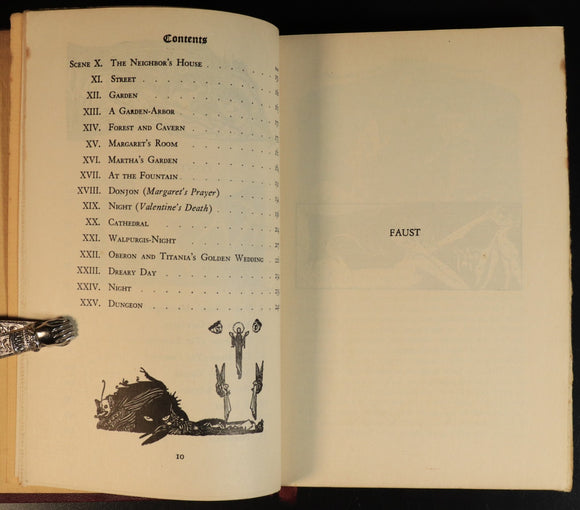 Contents
Scene X. The Neighbor's House
XI. Street
XII. Garden
XIII. A Garden-Arbor
XIV. Forest and Cavern
XV. Margaret's Room
XVI. Martha's Garden
XVII. At the Fountain
XVIII. Donjon (Margaret's Prayer)
XIX. Night (Valentine's Death)
XX. Cathedral
XXI. Walpurgis-Night
XXII. Oberon and Titania's Golden Wedding
XXIII. Dreary Day
XXIV. Night
XXV. Dungeon
10
FAUST